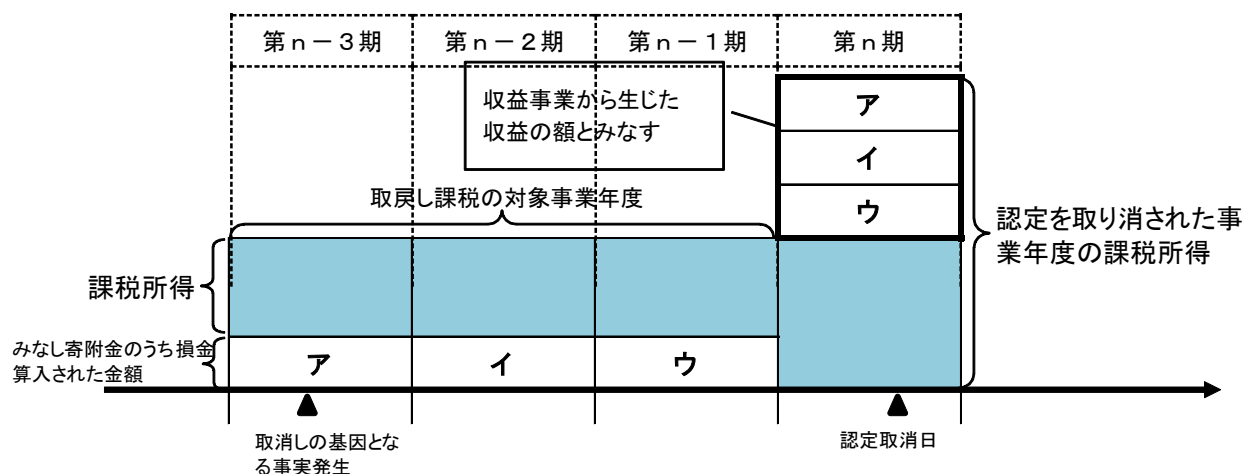 第n－3期
第n－2期
第n－1期
第n期
収益事業から生じた
収益の額とみなす
ア
イ
ウ
取戻し課税の対象事業年度
認定を取り消された事
業年度の課税所得
課税所得
みなし寄附金のうち損金
算入された金額
ア
イ
ウ
取消しの基因とな
る事実発生
認定取消日